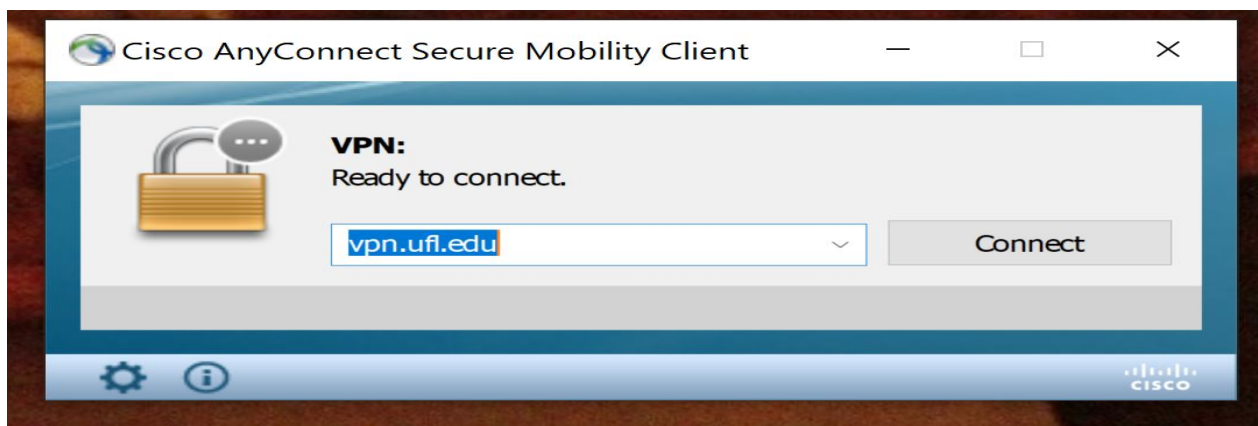 Cisco AnyConnect Secure Mobility Client
VPN:
Ready to connect.
vpn.ufl.edu
Connect
cisco